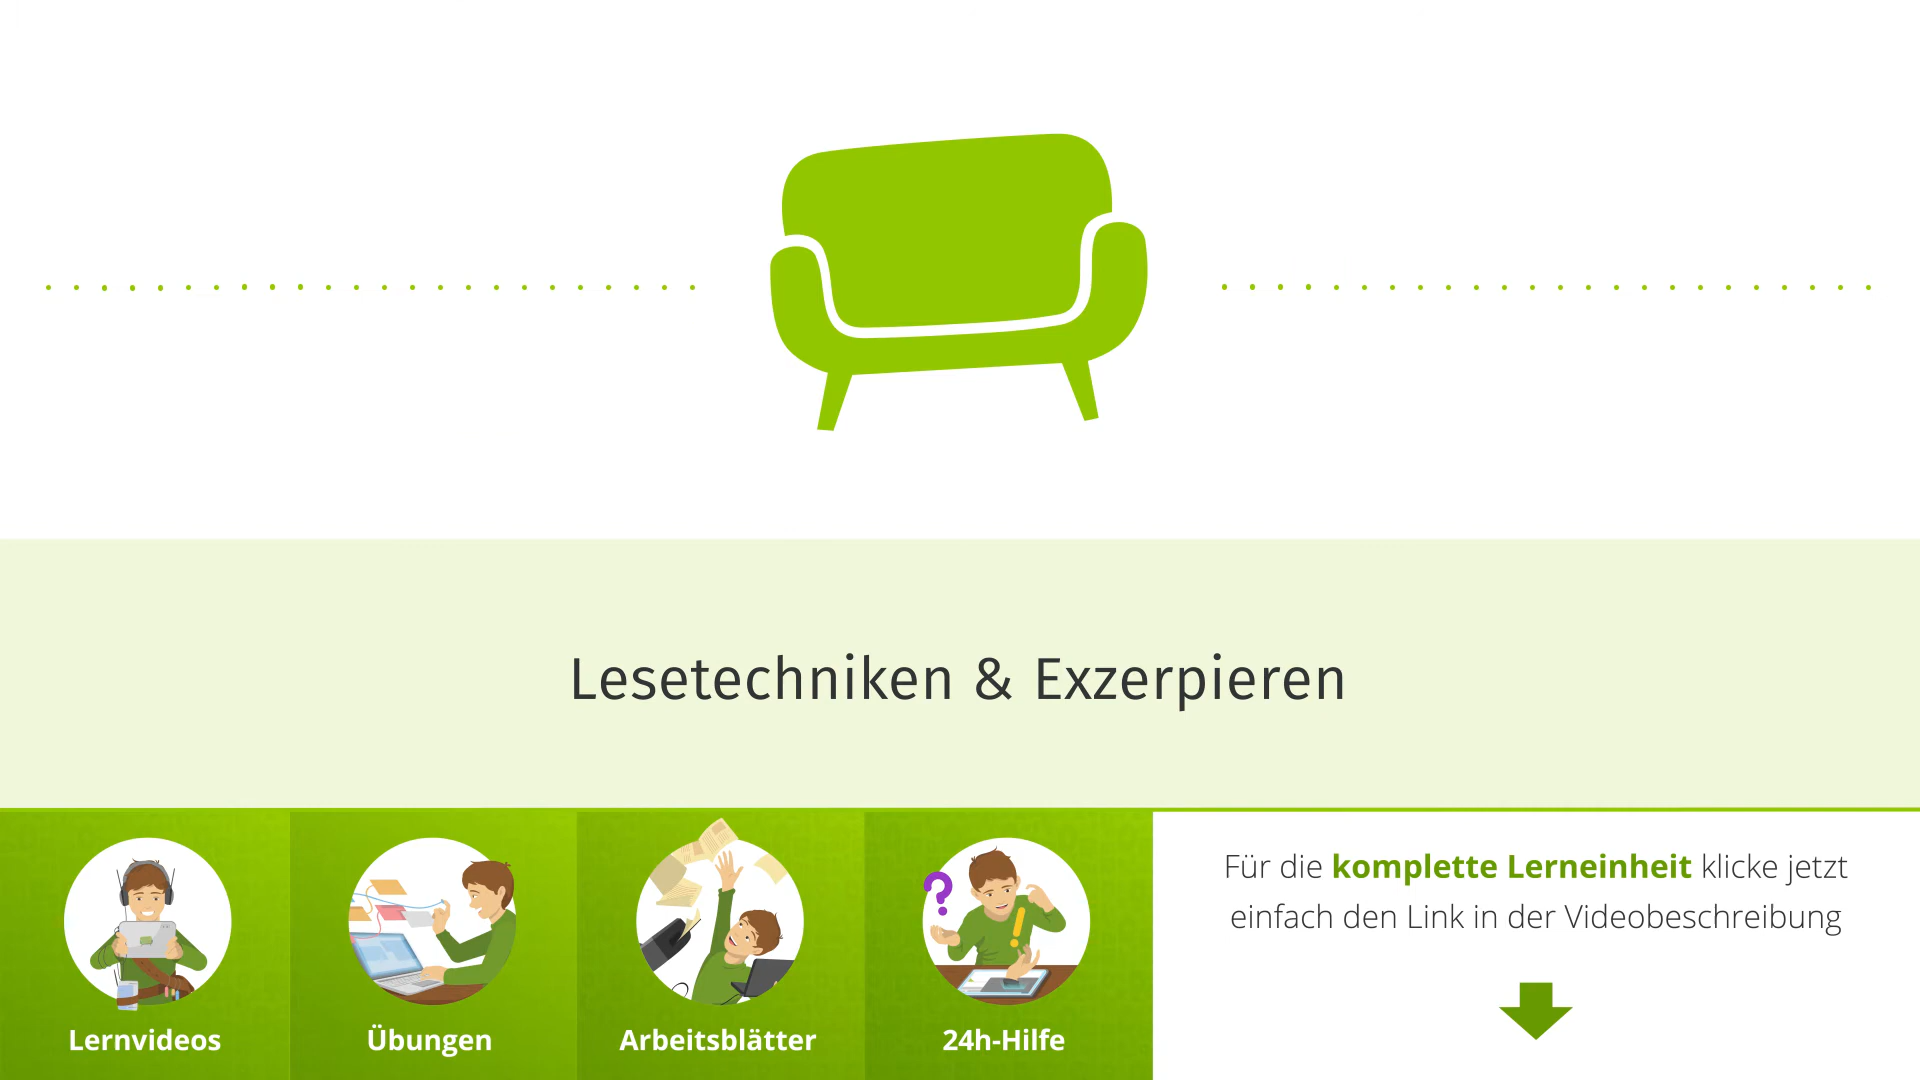 Lesetechniken & Exzerpieren
Lernvideos
Übungen
Arbeitsblätter
24h-Hilfe
Für die komplette Lerneinheit klicke jetzt
einfach den Link in der Videobeschreibung